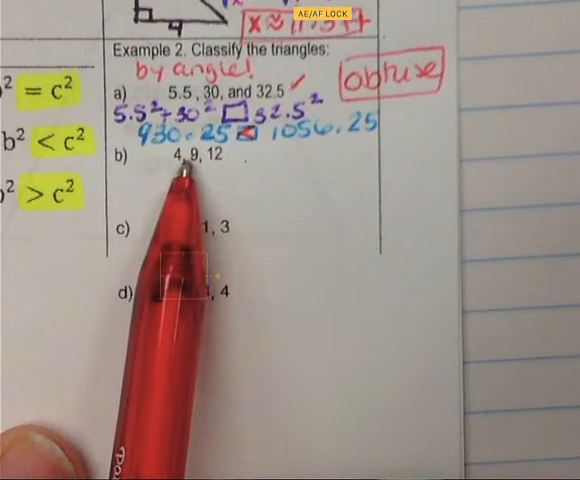 4
x ≈ 11.
AE/AF LOCK
Example 2. Classify the triangles:
by angle!
obtuse
² = c²
a) 5.5, 30, and 32.5 ✓
5.5² + 30² □ 32.5²
930.25 < 1056.25
b² < c²
b) 4, 9, 12
² > c²
c) 1, 3
d) , 4